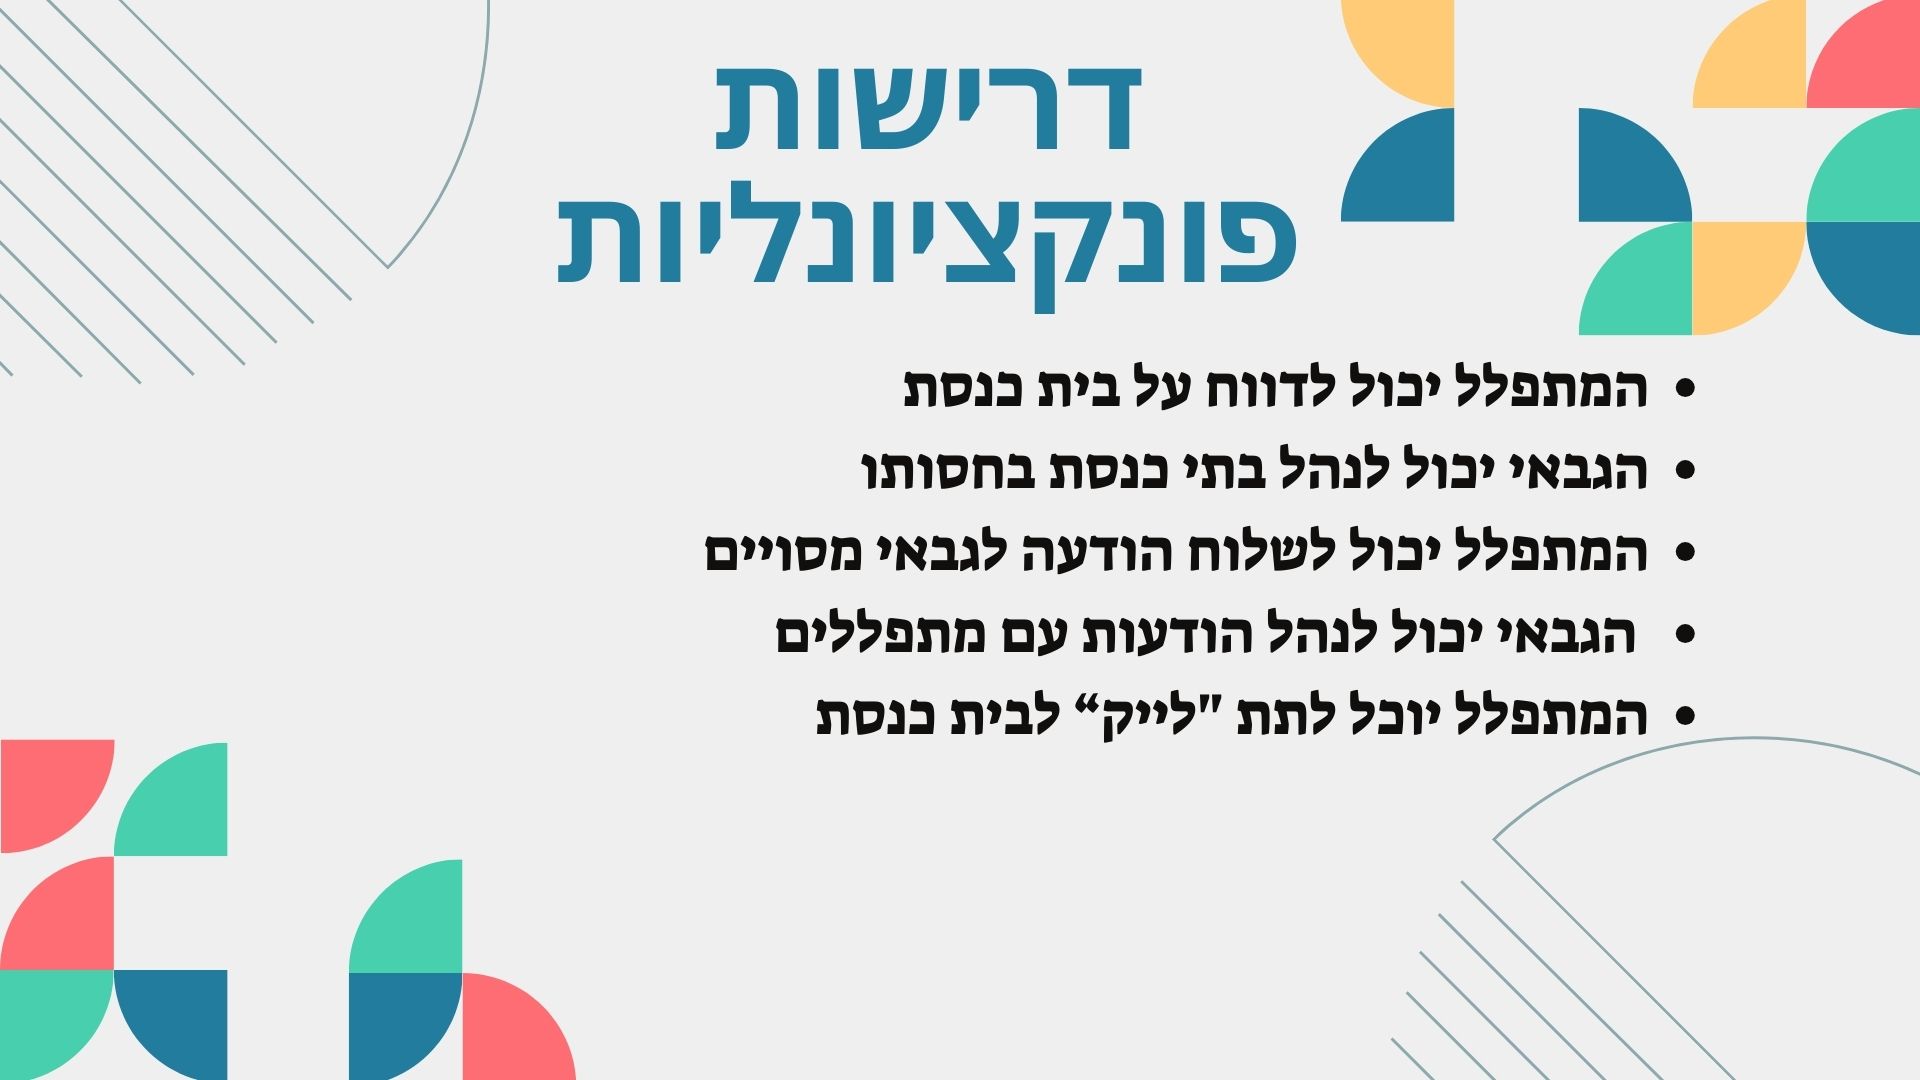 דרישות
פונקציונליות
• המתפלל יכול לדווח על בית כנסת
• הגבאי יכול לנהל בתי כנסת בחסותו
• המתפלל יכול לשלוח הודעה לגבאי מסויים
• הגבאי יכול לנהל הודעות עם מתפללים
• המתפלל יוכל לתת "לייק“ לבית כנסת